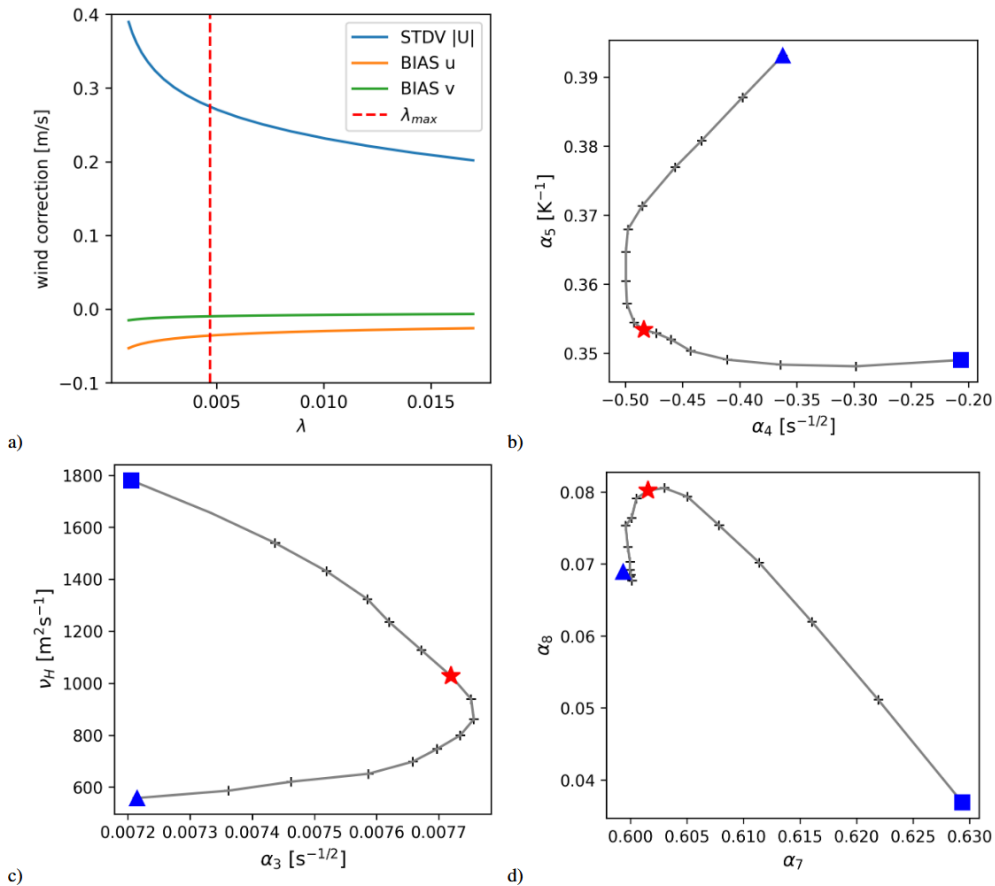 0.4
0.3
0.2
0.1
0.0
−0.1
wind correction [m/s]
STDV |U|
BIAS u
BIAS v
λmax
0.005 0.010 0.015
λ
a)
0.39
0.38
0.37
0.36
0.35
α5 [K−1]
−0.50 −0.45 −0.40 −0.35 −0.30 −0.25 −0.20
α4 [s−1/2]
b)
1800
1600
1400
1200
1000
800
600
νH [m2s−1]
0.0072 0.0073 0.0074 0.0075 0.0076 0.0077
α3 [s−1/2]
c)
0.08
0.07
0.06
0.05
0.04
α8
0.600 0.605 0.610 0.615 0.620 0.625 0.630
α7
d)